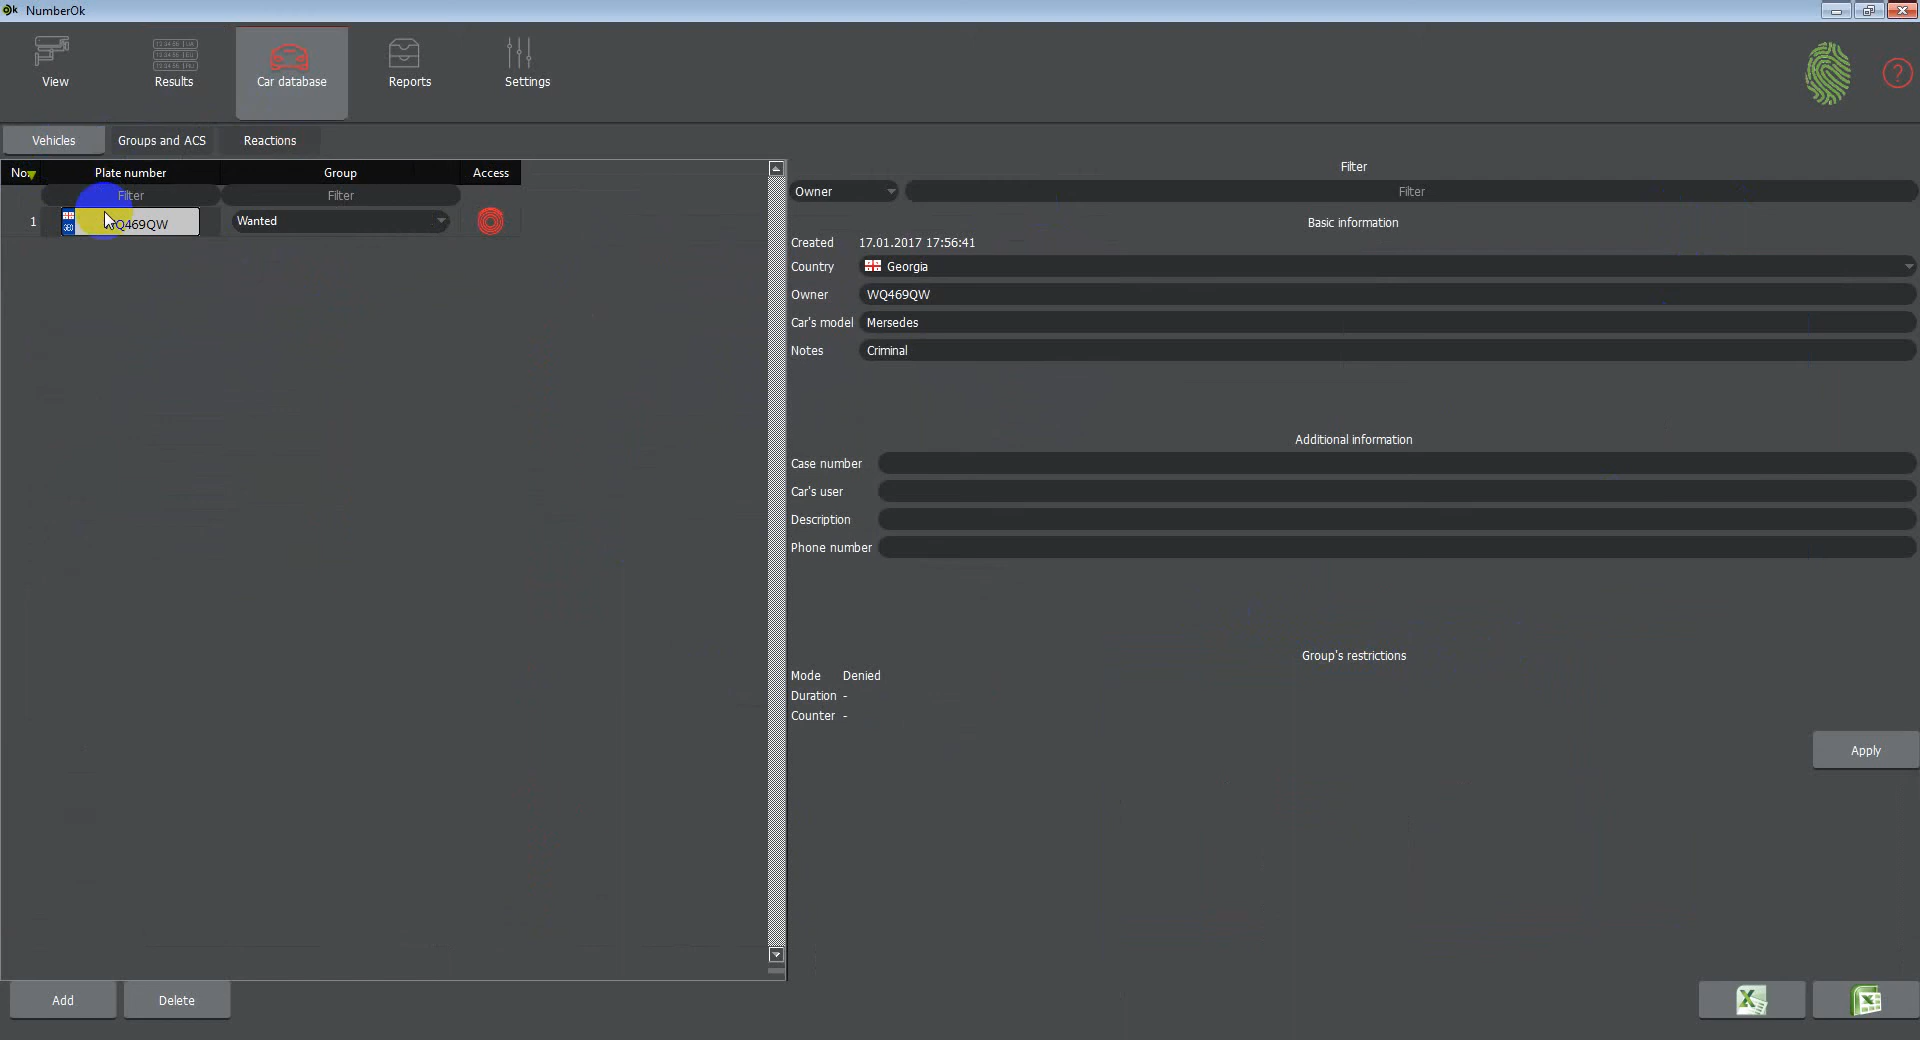 NumberOk
View
Results
Car database
Reports
Settings
?
Vehicles
Groups and ACS
Reactions
No.
Plate number
Group
Access
Filter
Filter
1
GEO
Q469QW
Wanted
Filter
Owner
Filter
Basic information
Created 17.01.2017 17:56:41
Country Georgia
Owner WQ469QW
Car's model Mersedes
Notes Criminal
Additional information
Case number
Car's user
Description
Phone number
Group's restrictions
Mode Denied
Duration -
Counter -
Apply
Add
Delete